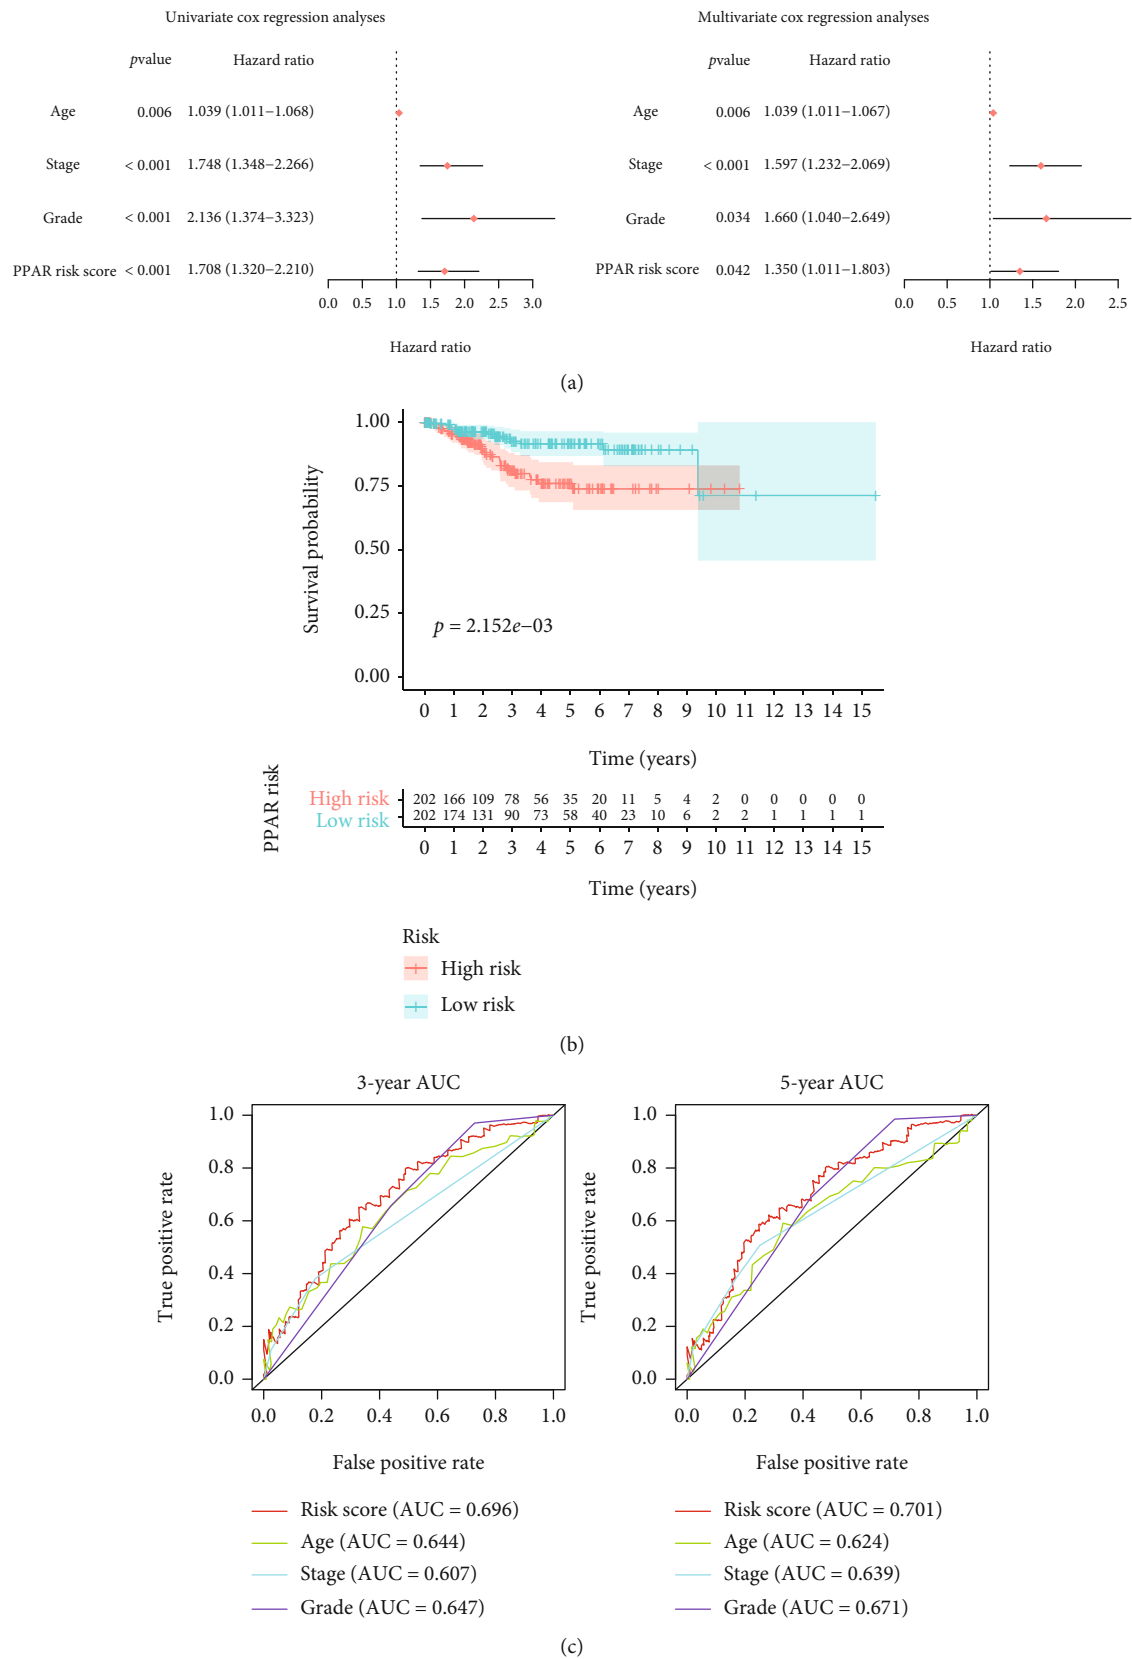 Univariate cox regression analyses
pvalue Hazard ratio
Age 0.006 1.039 (1.011−1.068)
Stage < 0.001 1.748 (1.348−2.266)
Grade < 0.001 2.136 (1.374−3.323)
PPAR risk score < 0.001 1.708 (1.320−2.210)
0.0 0.5 1.0 1.5 2.0 2.5 3.0
Hazard ratio
Multivariate cox regression analyses
pvalue Hazard ratio
Age 0.006 1.039 (1.011−1.067)
Stage <0.001 1.597 (1.232−2.069)
Grade 0.034 1.660 (1.040−2.649)
PPAR risk score 0.042 1.350 (1.011−1.803)
0.0 0.5 1.0 1.5 2.0 2.5
Hazard ratio
(a)
Survival probability
1.00
0.75
0.50
0.25
0.00
p = 2.152e−03
0 1 2 3 4 5 6 7 8 9 10 11 12 13 14 15
Time (years)
PPAR risk
High risk 202 166 109 78 56 35 20 11 5 4 2 0 0 0 0 0
Low risk 202 174 131 90 73 58 40 23 10 6 2 2 1 1 1 1
0 1 2 3 4 5 6 7 8 9 10 11 12 13 14 15
Time (years)
Risk
High risk
Low risk
(b)
3-year AUC
True positive rate
1.0
0.8
0.6
0.4
0.2
0.0
0.0 0.2 0.4 0.6 0.8 1.0
False positive rate
Risk score (AUC = 0.696)
Age (AUC = 0.644)
Stage (AUC = 0.607)
Grade (AUC = 0.647)
5-year AUC
True positive rate
1.0
0.8
0.6
0.4
0.2
0.0
0.0 0.2 0.4 0.6 0.8 1.0
False positive rate
Risk score (AUC = 0.701)
Age (AUC = 0.624)
Stage (AUC = 0.639)
Grade (AUC = 0.671)
(c)